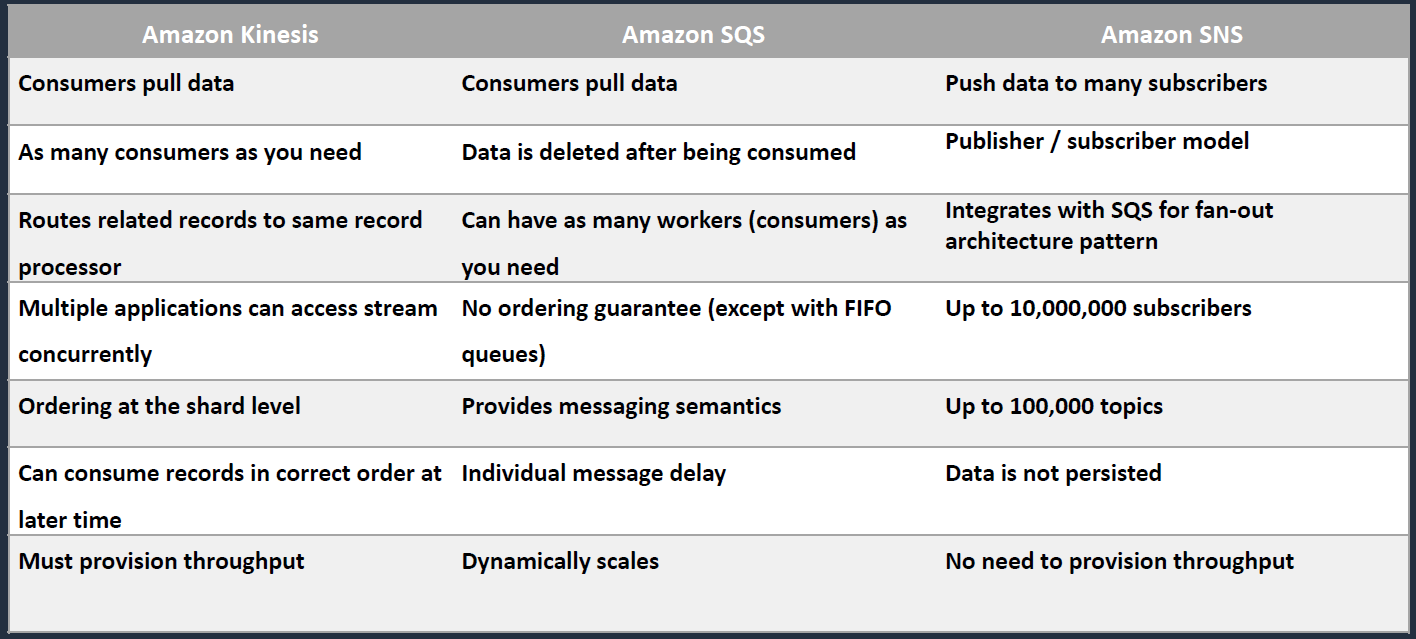 Amazon Kinesis Amazon SQS Amazon SNS
Consumers pull data Consumers pull data Push data to many subscribers
As many consumers as you need Data is deleted after being consumed Publisher / subscriber model
Routes related records to same record Can have as many workers (consumers) as Integrates with SQS for fan-out
processor you need architecture pattern
Multiple applications can access stream No ordering guarantee (except with FIFO Up to 10,000,000 subscribers
concurrently queues)
Ordering at the shard level Provides messaging semantics Up to 100,000 topics
Can consume records in correct order at Individual message delay Data is not persisted
later time
Must provision throughput Dynamically scales No need to provision throughput